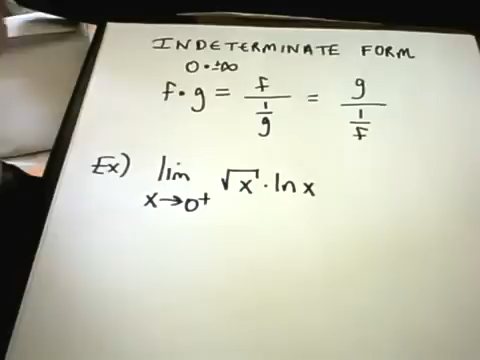 INDETERMINATE FORM
0·±∞
f·g = f/(1/g) = g/(1/f)
Ex) lim x→0⁺ √x · ln x